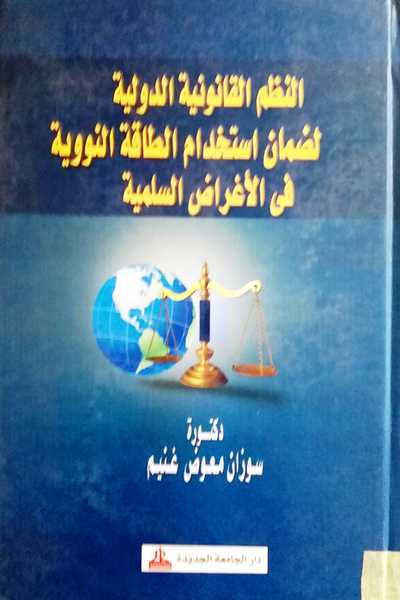 النظم القانونية الدولية
لضمان استخدام الطاقة النووية
فى الأغراض السلمية
دكتورة
سوزان معوض غنيم
دار الجامعة الجديدة